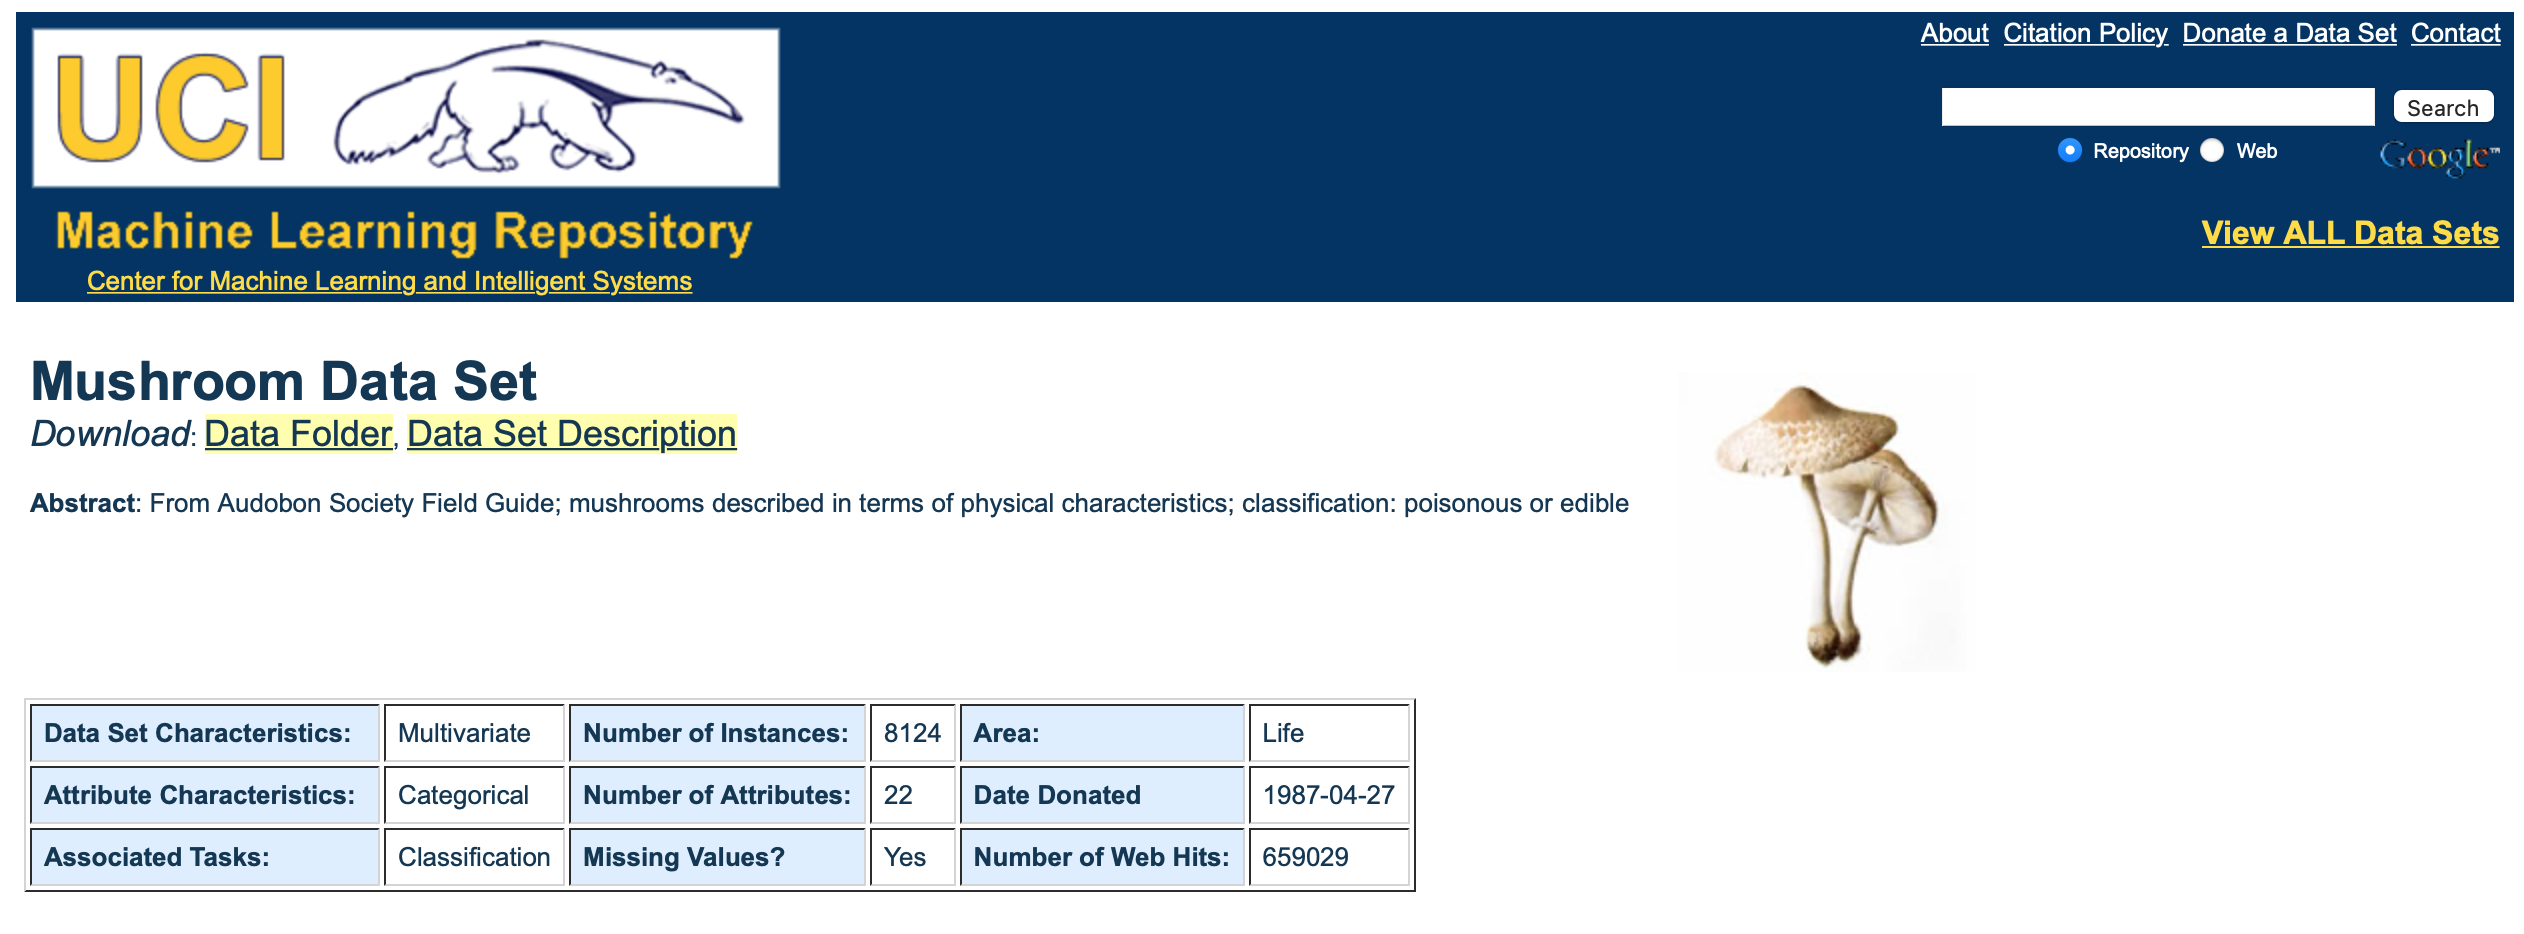 About Citation Policy Donate a Data Set Contact
UCI
Search
Repository Web
Google™
Machine Learning Repository
View ALL Data Sets
Center for Machine Learning and Intelligent Systems
Mushroom Data Set
Download: Data Folder, Data Set Description
Abstract: From Audobon Society Field Guide; mushrooms described in terms of physical characteristics; classification: poisonous or edible
Data Set Characteristics: Multivariate Number of Instances: 8124 Area: Life
Attribute Characteristics: Categorical Number of Attributes: 22 Date Donated 1987-04-27
Associated Tasks: Classification Missing Values? Yes Number of Web Hits: 659029